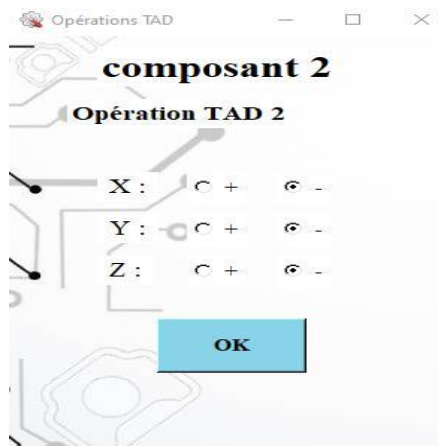 Opérations TAD
composant 2
Opération TAD 2
X : + -
Y : + -
Z : + -
OK